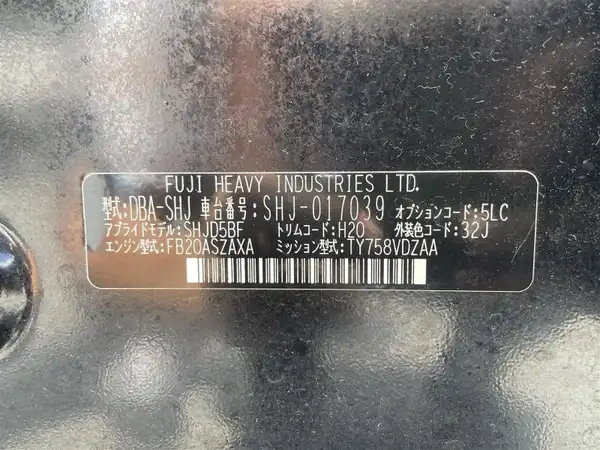 FUJI HEAVY INDUSTRIES LTD.
型式:DBA-SHJ 車台番号:SHJ-017039 オプションコード:5LC
アプライドモデル:SHJD5BF トリムコード:H20 外装色コード:32J
エンジン型式:FB20ASZAXA ミッション型式:TY758VDZAA